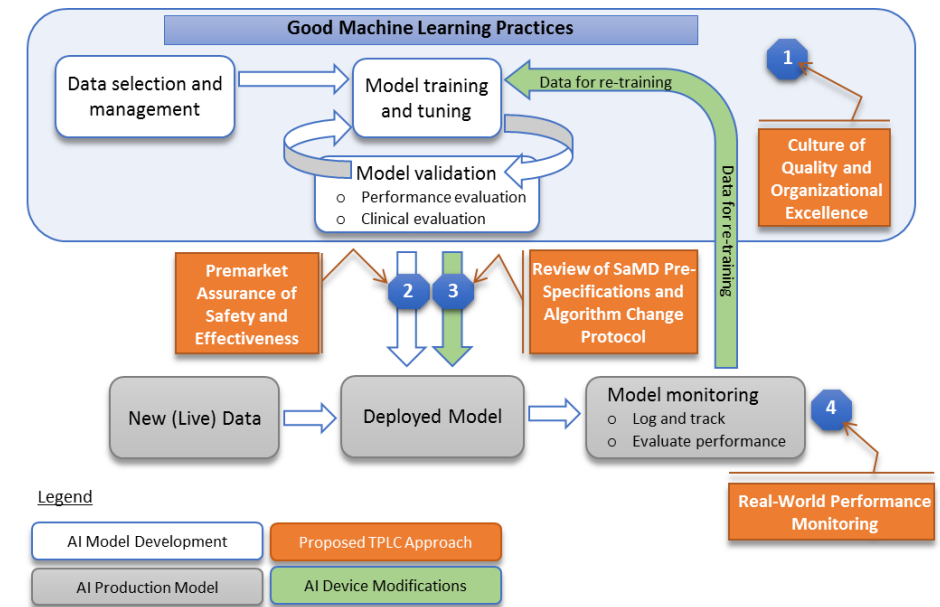 Good Machine Learning Practices
Data selection and
management
Model training
and tuning
Data for re-training
1
Culture of
Quality and
Organizational
Excellence
Model validation
o Performance evaluation
o Clinical evaluation
Data for re-training
Premarket
Assurance of
Safety and
Effectiveness
2
3
Review of SaMD Pre-
Specifications and
Algorithm Change
Protocol
New (Live) Data
Deployed Model
Model monitoring
o Log and track
o Evaluate performance
4
Real-World Performance
Monitoring
Legend
AI Model Development
Proposed TPLC Approach
AI Production Model
AI Device Modifications